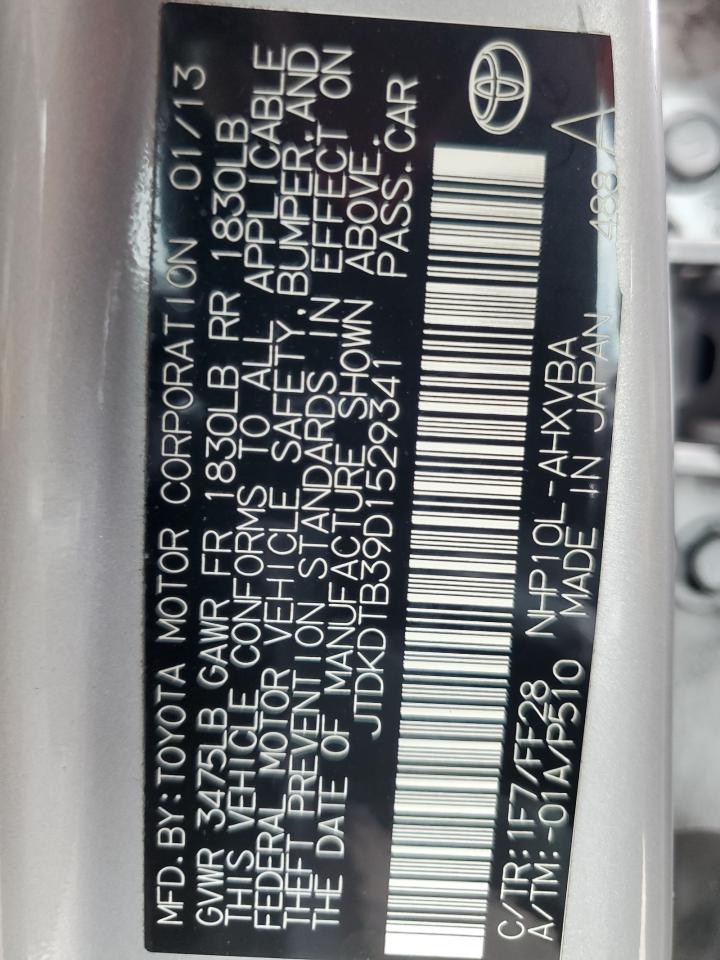 MFD.BY:TOYOTA MOTOR CORPORATION 01/13
GVWR 3475LB GAWR FR 1830LB RR 1830LB
THIS VEHICLE CONFORMS TO ALL APPLICABLE
FEDERAL MOTOR VEHICLE SAFETY, BUMPER, AND
THEFT PREVENTION STANDARDS IN EFFECT ON
THE DATE OF MANUFACTURE SHOWN ABOVE.
JTDKDTB39D1529341 PASS.CAR
C/TR:1F7/FF28 NHP10L-AHXVBA
A/TM:-01A/P510 MADE IN JAPAN 488